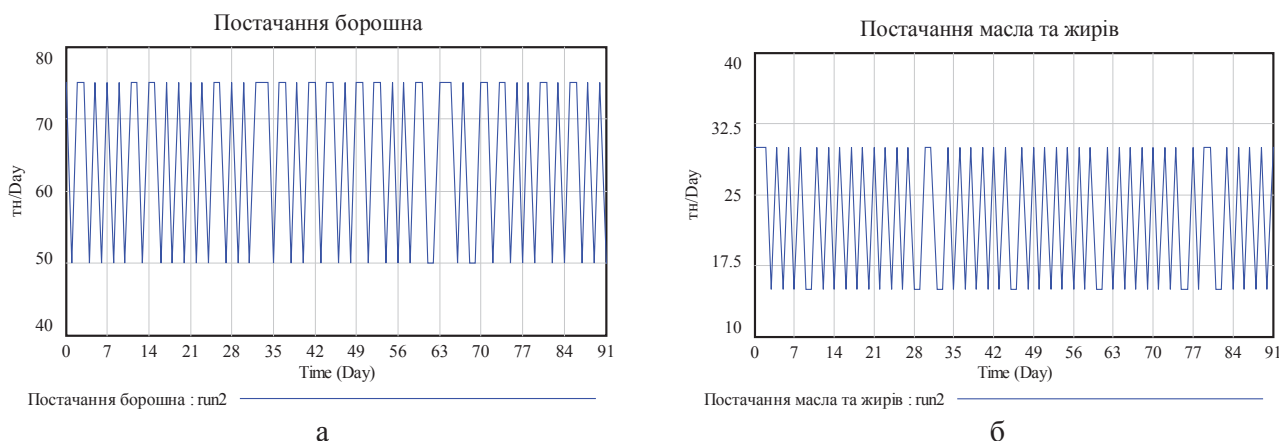 Постачання борошна
80
70
60
50
40
тн/Day
0 7 14 21 28 35 42 49 56 63 70 77 84 91
Time (Day)
Постачання борошна : run2
а
Постачання масла та жирів
40
32.5
25
17.5
10
тн/Day
0 7 14 21 28 35 42 49 56 63 70 77 84 91
Time (Day)
Постачання масла та жирів : run2
б